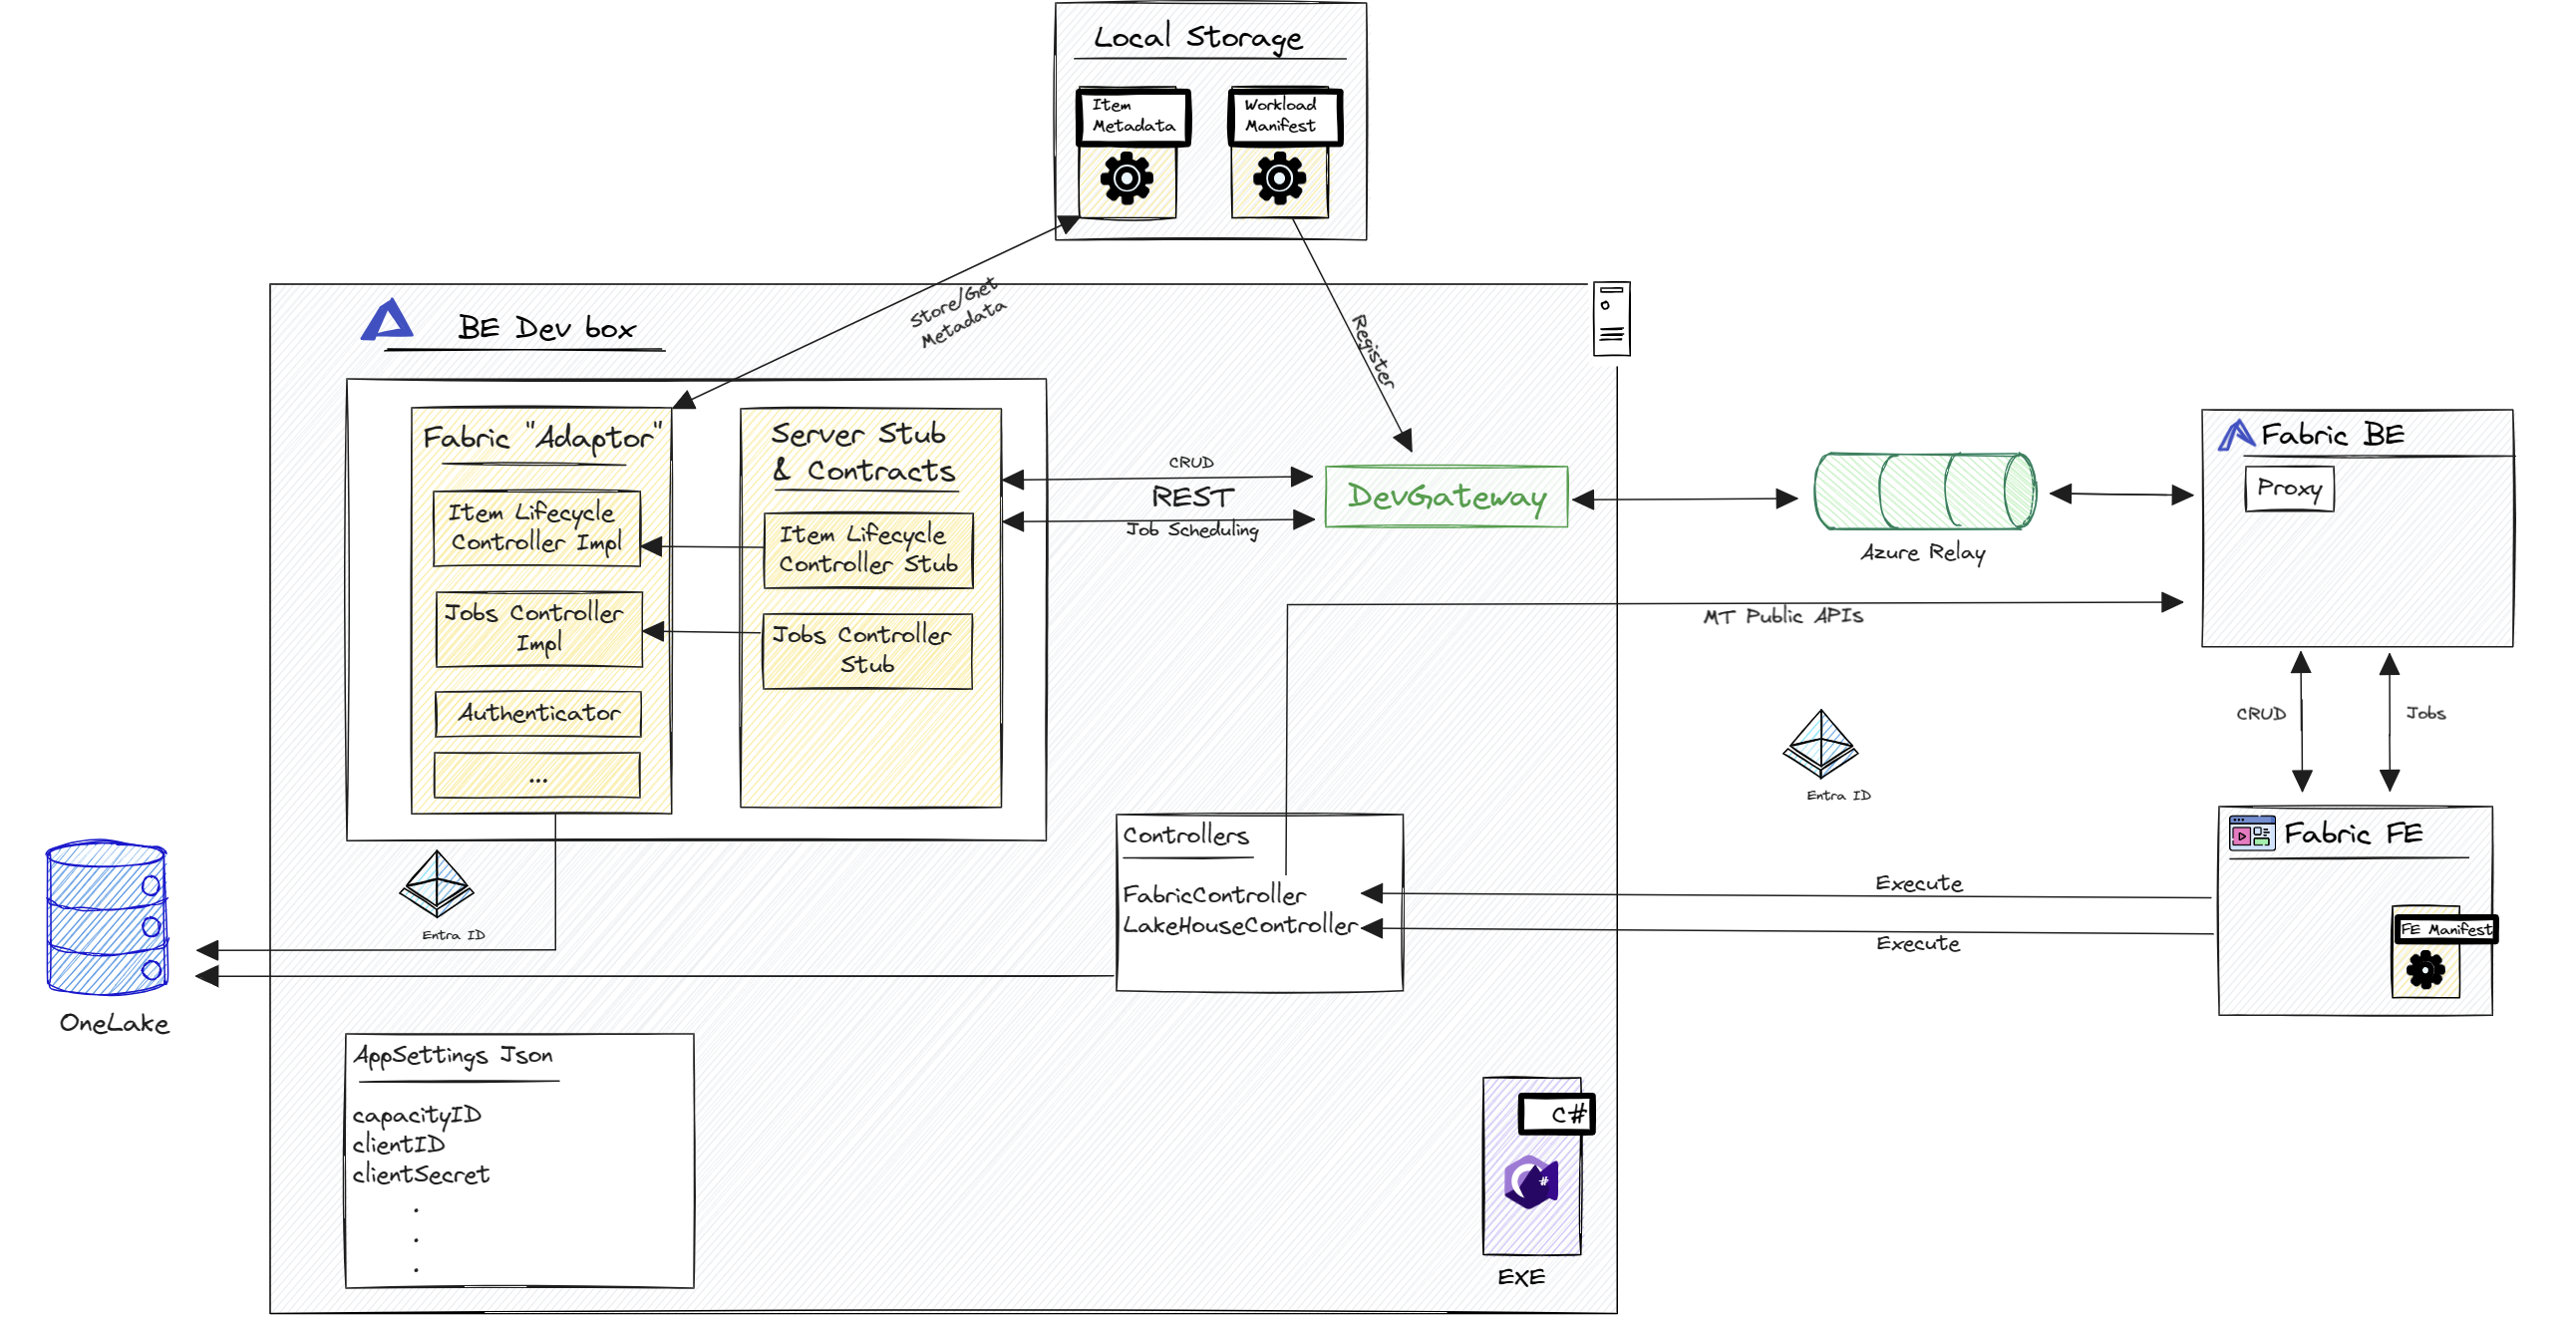 Local Storage
Item
Metadata
Workload
Manifest
Store/Get
Metadata
Register
BE Dev box
Fabric "Adaptor"
Item Lifecycle
Controller Impl
Jobs Controller
Impl
Authenticator
...
Server Stub
& Contracts
Item Lifecycle
Controller Stub
Jobs Controller
Stub
CRUD
REST
Job Scheduling
DevGateway
Azure Relay
Fabric BE
Proxy
MT Public APIs
CRUD
Jobs
Entra ID
Fabric FE
FE Manifest
Execute
Execute
Controllers
FabricController
LakeHouseController
Entra ID
OneLake
AppSettings Json
capacityID
clientID
clientSecret
.
.
.
C#
#
EXE